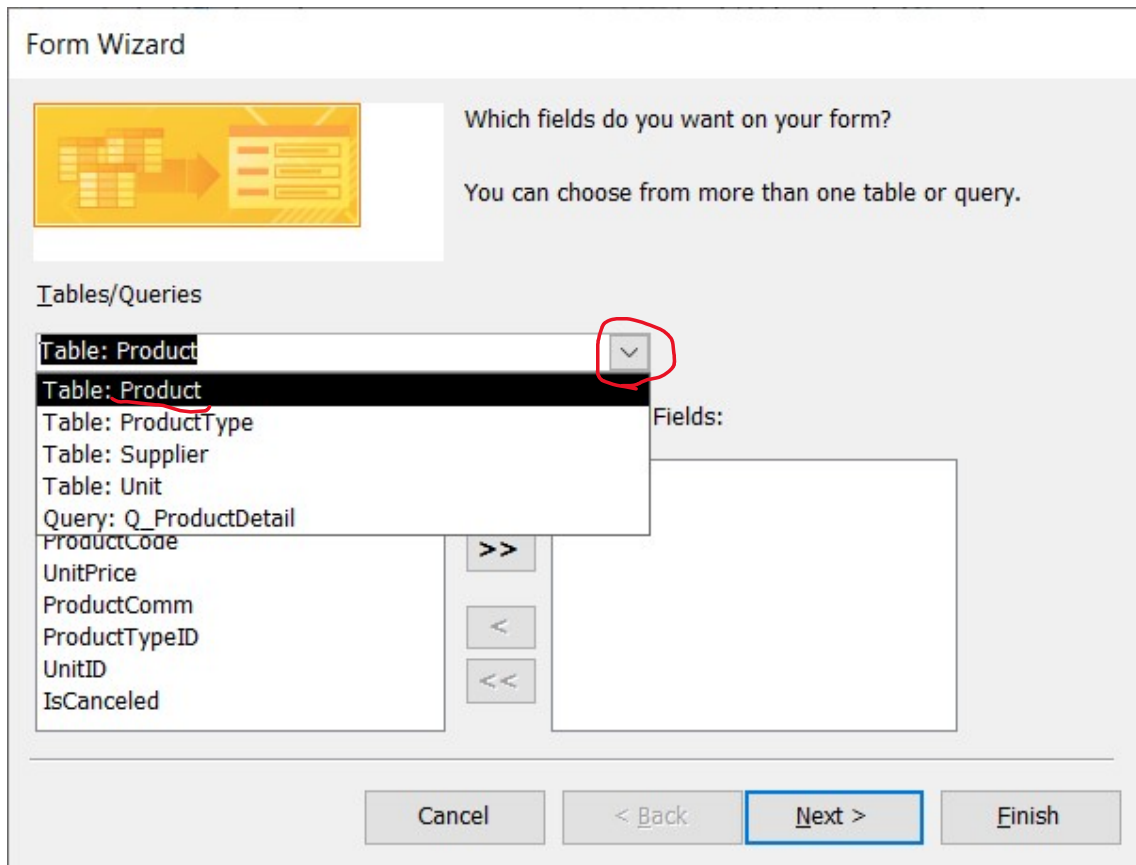 Form Wizard
Which fields do you want on your form?
You can choose from more than one table or query.
Tables/Queries
Table: Product
Table: Product
Table: ProductType
Fields:
Table: Supplier
Table: Unit
Query: Q_ProductDetail
ProductCode
>>
UnitPrice
ProductComm
<
ProductTypeID
UnitID
<<
IsCanceled
Cancel
< Back
Next >
Finish